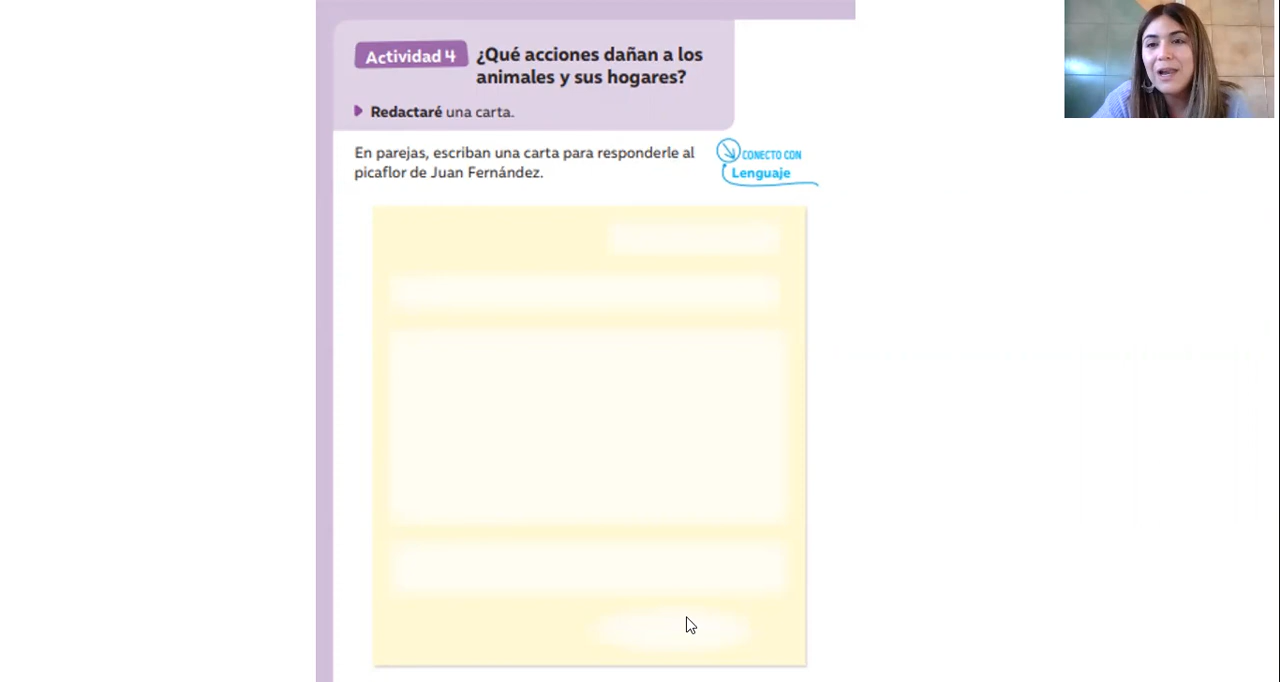 Actividad 4
¿Qué acciones dañan a los
animales y sus hogares?
Redactaré una carta.
En parejas, escriban una carta para responderle al
picaflor de Juan Fernández.
CONECTO CON
Lenguaje